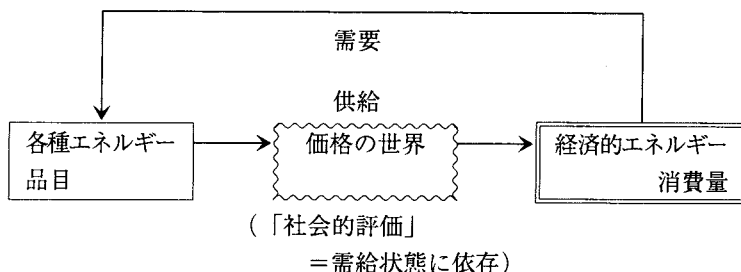 需要
供給
各種エネルギー
品目
価格の世界
経済的エネルギー
消費量
(「社会的評価」
=需給状態に依存)